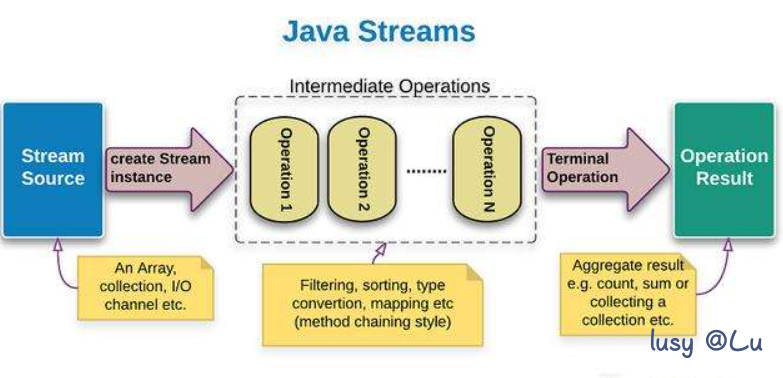 Java Streams
Intermediate Operations
Stream
Source
create Stream
instance
Operation 1
Operation 2
........
Operation N
Terminal
Operation
Operation
Result
An Array,
collection, I/O
channel etc.
Filtering, sorting, type
convertion, mapping etc
(method chaining style)
Aggregate result
e.g. count, sum or
collecting a
collection etc.
lusy @Lu